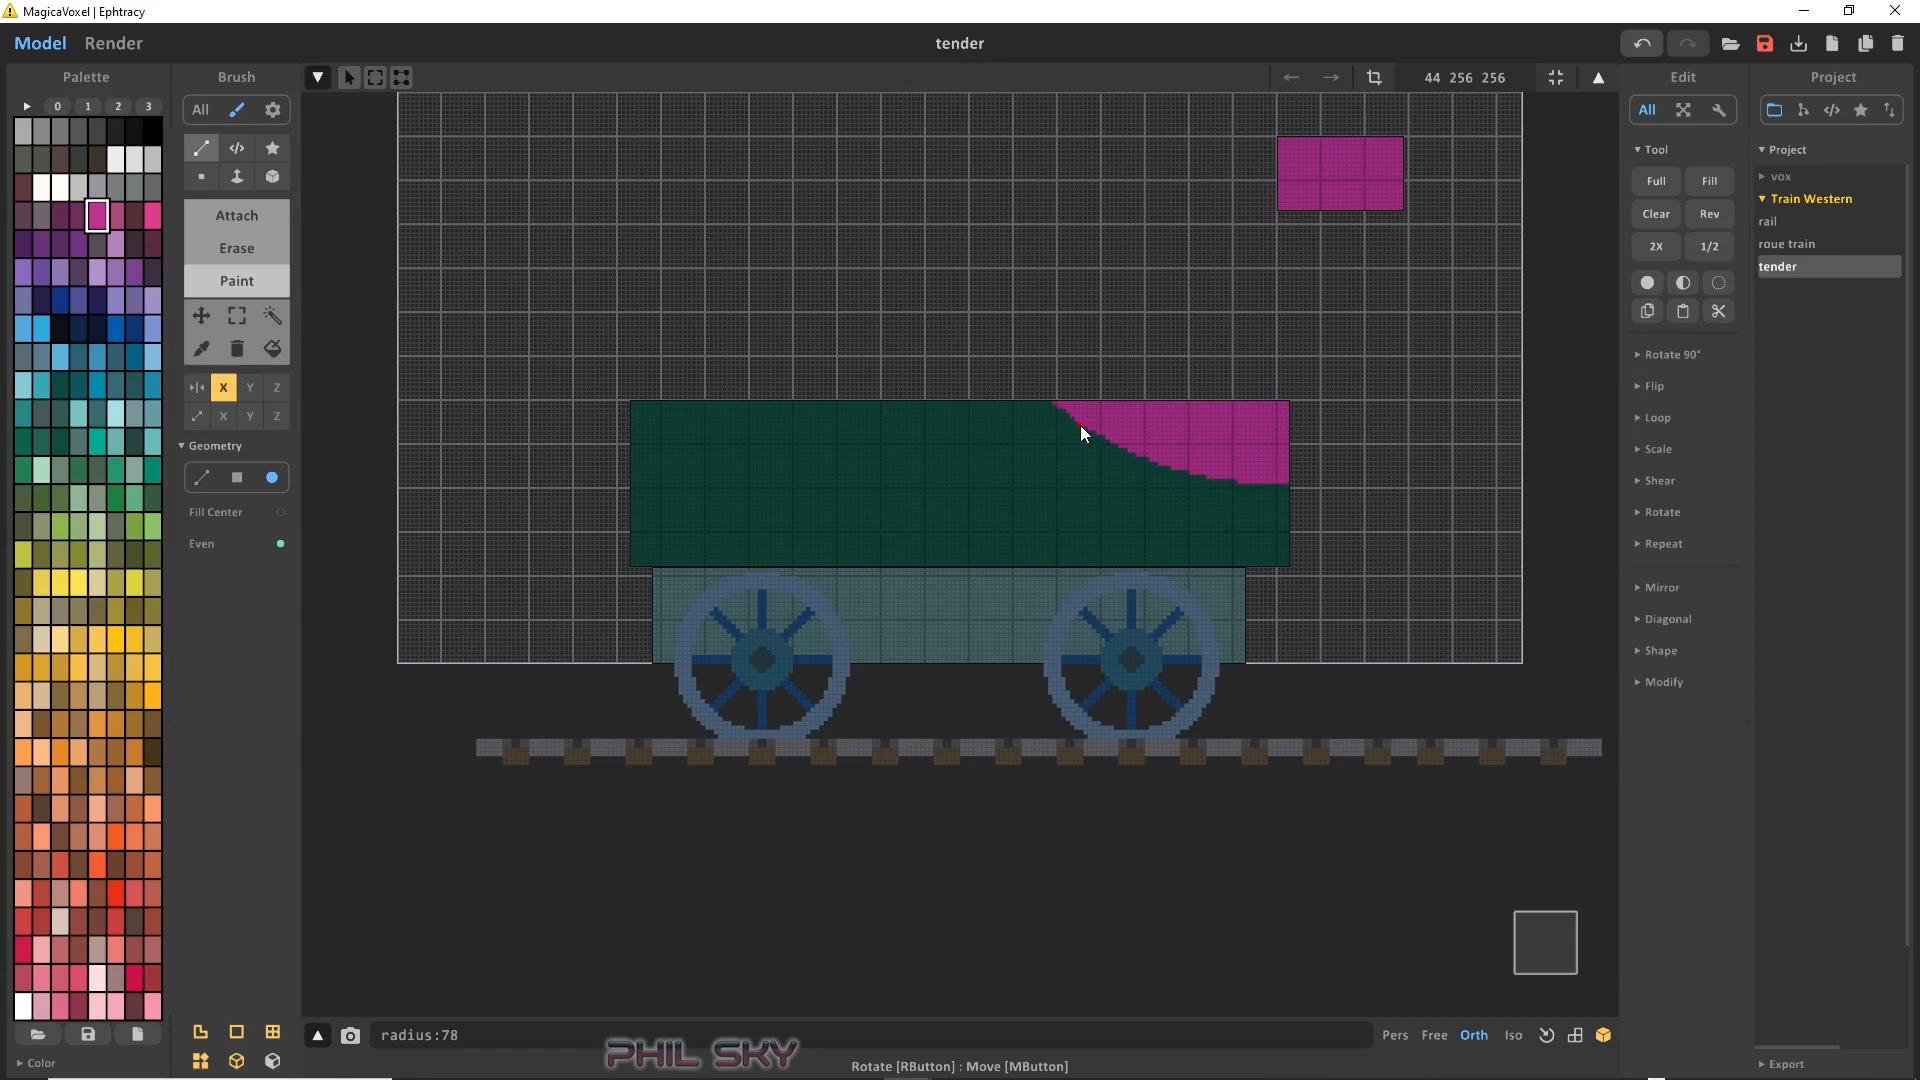 MagicaVoxel | Ephtracy
Model Render
tender
Palette
0 1 2 3
Color
Brush
All
Attach
Erase
Paint
X Y Z
X Y Z
Geometry
Fill Center
Even
44 256 256
radius:78
PHIL SKY
Pers Free Orth Iso
Rotate [RButton] : Move [MButton]
Edit
All
Tool
Full Fill
Clear Rev
2X 1/2
Rotate 90°
Flip
Loop
Scale
Shear
Rotate
Repeat
Mirror
Diagonal
Shape
Modify
Project
Project
vox
Train Western
rail
roue train
tender
Export